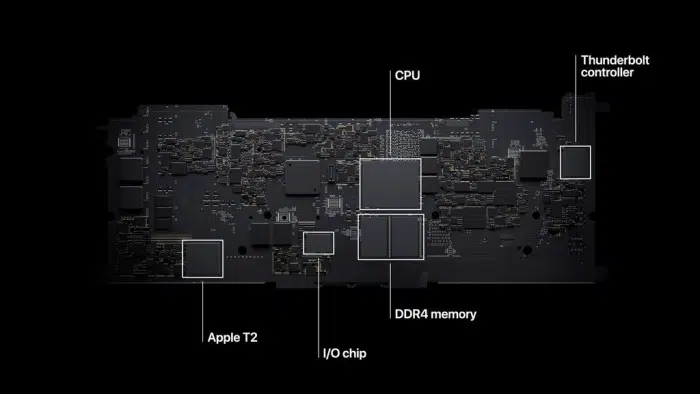 Thunderbolt
controller
CPU
DDR4 memory
Apple T2
I/O chip